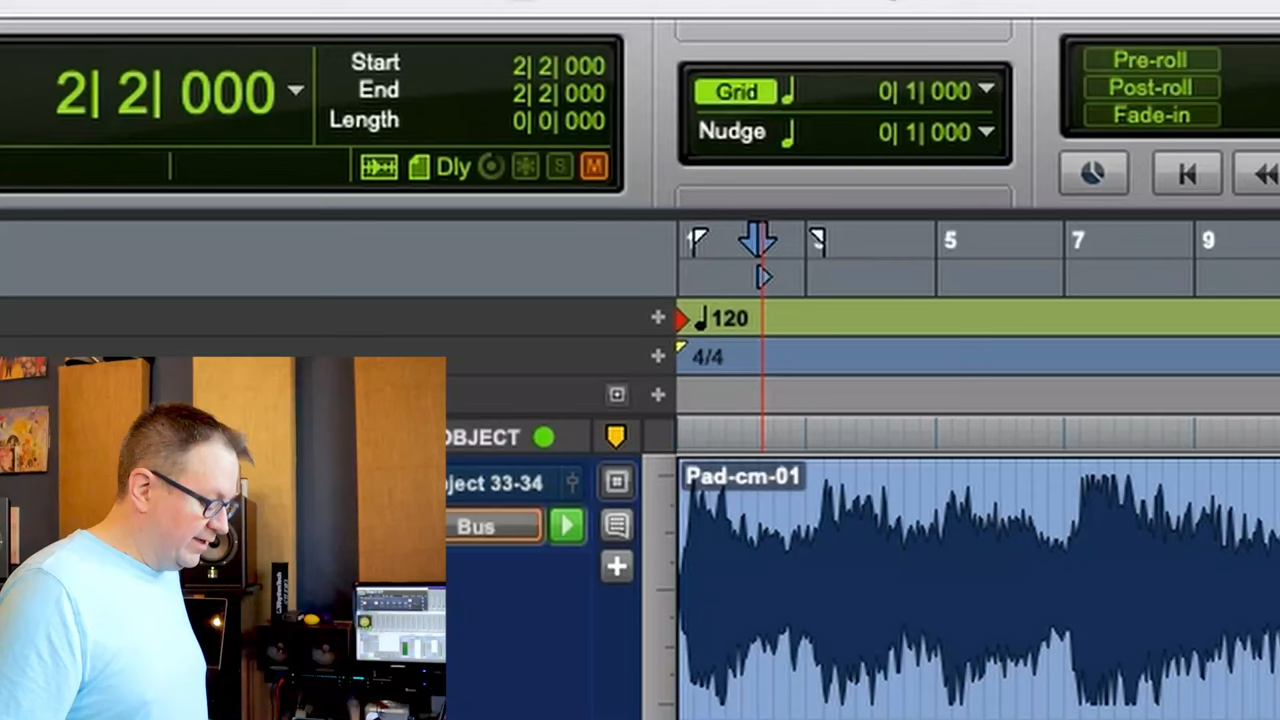 2| 2| 000
Start 2| 2| 000
End 2| 2| 000
Length 0| 0| 000
Dly S M
Grid 0| 1| 000
Nudge 0| 1| 000
Pre-roll
Post-roll
Fade-in
5 7 9
120
4/4
OBJECT
ject 33-34
Bus
Pad-cm-01